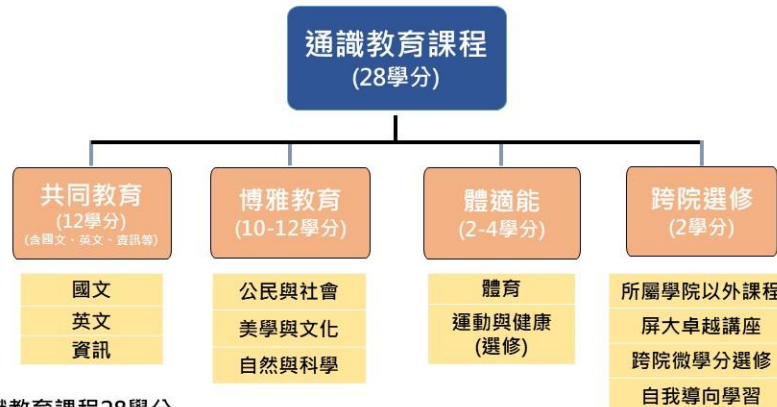 通識教育課程
(28學分)
共同教育
(12學分)
(含國文、英文、資訊等)
國文
英文
資訊
博雅教育
(10-12學分)
公民與社會
美學與文化
自然與科學
體適能
(2-4學分)
體育
運動與健康
(選修)
跨院選修
(2學分)
所屬學院以外課程
屏大卓越講座
跨院微學分選修
自我導向學習